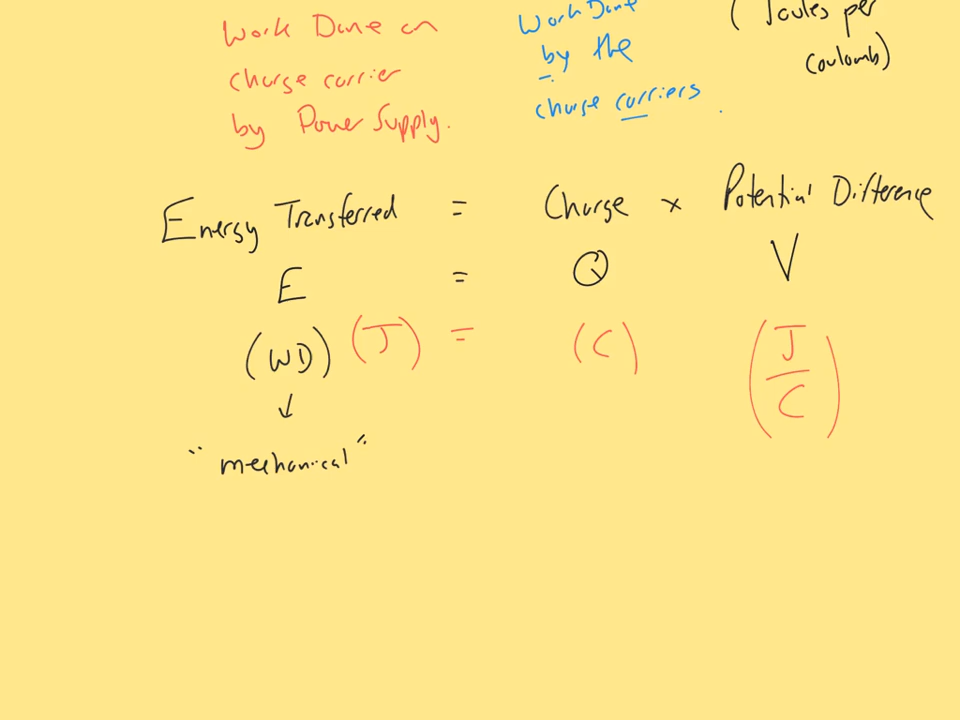 Work Done on
charge carrier
by Power Supply.
Work Done
by the
charge carriers.
(Joules per
Coulomb)
Energy Transferred = Charge × Potential Difference
E = Q V
(WD) (J) = (C) (J/C)
↓
"mechanical"